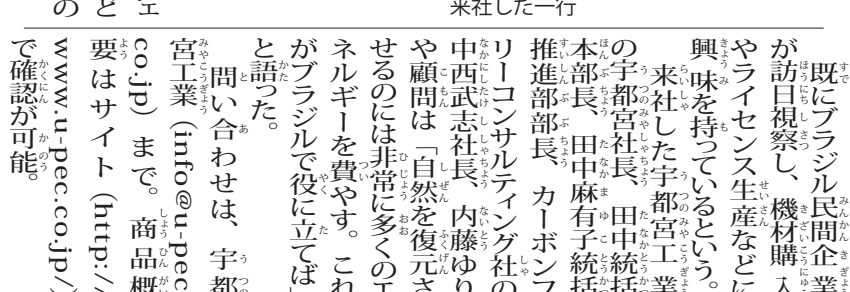 来社した一行
ェ
ど
の
既にブラジル民間企業
が訪日視察し、機材購入
やライセンス生産などに
興味を持っているという。
来社した宇都宮工業
の宇都宮社長、田中統括
本部長、田中麻有子統括
推進部部長、カーボンフ
リーコンサルティング社の
中西武志社長、内藤ゆり
や顧問は「自然を復元さ
せるのには非常に多くのエ
ネルギーを費やす。これ
がブラジルで役に立てば」
と語った。
問い合わせは、宇都
宮工業（info@u-pec
co.jp）まで。商品概
要はサイト（http://
www.u-pec.co.jp/）
で確認が可能。